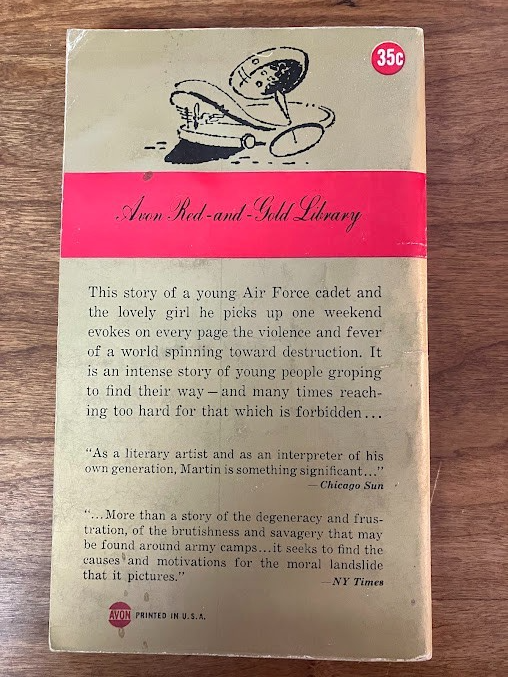 35c
Avon Red-and-Gold Library
This story of a young Air Force cadet and
the lovely girl he picks up one weekend
evokes on every page the violence and fever
of a world spinning toward destruction. It
is an intense story of young people groping
to find their way—and many times reach-
ing too hard for that which is forbidden...
"As a literary artist and as an interpreter of his
own generation, Martin is something significant..."
—Chicago Sun
"...More than a story of the degeneracy and frus-
tration, of the brutishness and savagery that may
be found around army camps...it seeks to find the
causes and motivations for the moral landslide
that it pictures."
—NY Times
AVON PRINTED IN U.S.A.